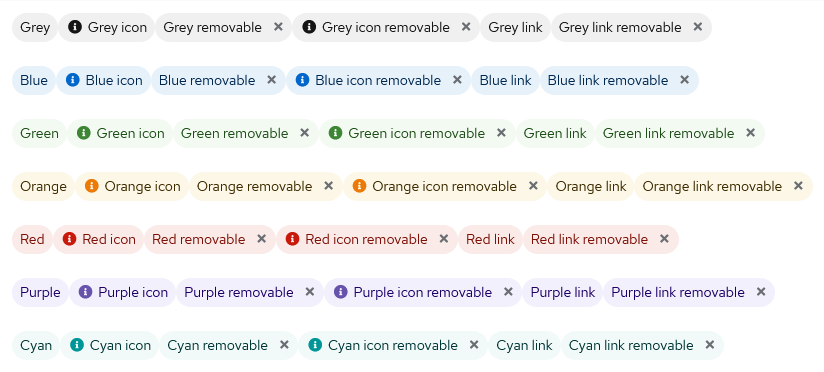 Grey Grey icon Grey removable Grey icon removable Grey link Grey link removable
Blue Blue icon Blue removable Blue icon removable Blue link Blue link removable
Green Green icon Green removable Green icon removable Green link Green link removable
Orange Orange icon Orange removable Orange icon removable Orange link Orange link removable
Red Red icon Red removable Red icon removable Red link Red link removable
Purple Purple icon Purple removable Purple icon removable Purple link Purple link removable
Cyan Cyan icon Cyan removable Cyan icon removable Cyan link Cyan link removable